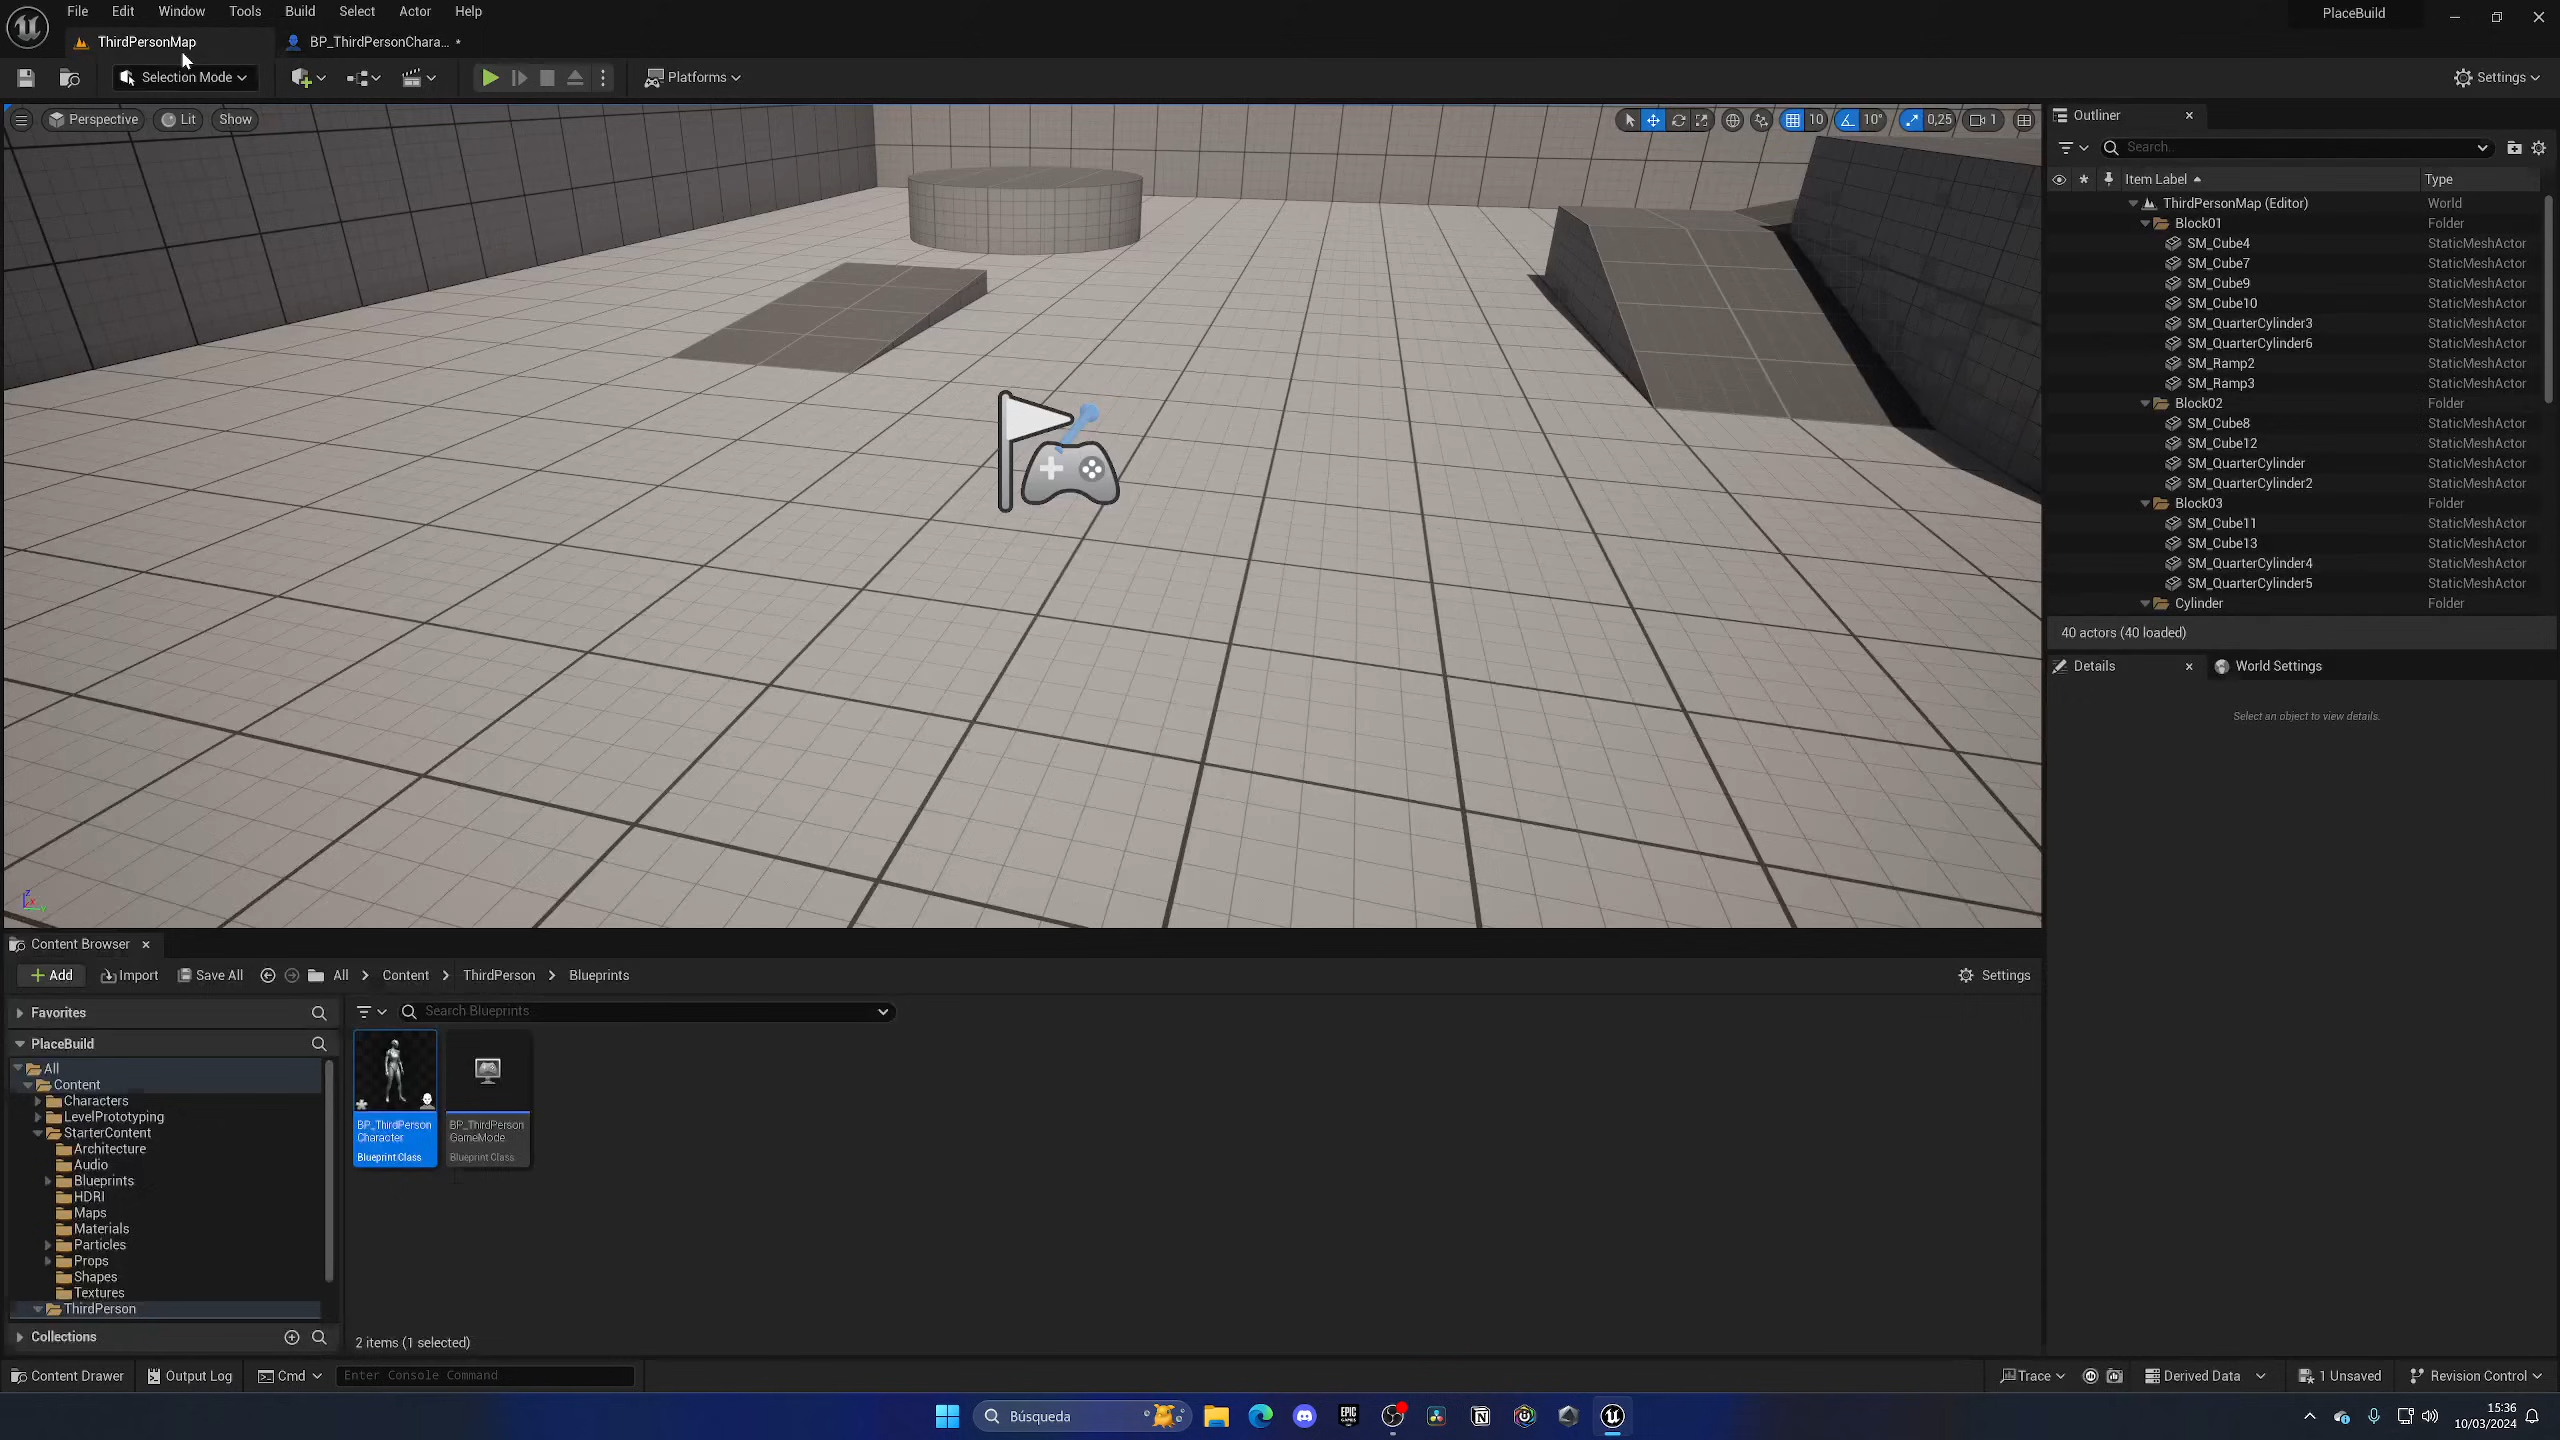 File Edit Window Tools Build Select Actor Help
PlaceBuild
ThirdPersonMap
BP_ThirdPersonChara... •
Selection Mode
Platforms
Settings
Perspective
Lit
Show
10
10°
0,25
1
Outliner
Search...
Item Label
Type
ThirdPersonMap (Editor) World
Block01 Folder
SM_Cube4 StaticMeshActor
SM_Cube7 StaticMeshActor
SM_Cube9 StaticMeshActor
SM_Cube10 StaticMeshActor
SM_QuarterCylinder3 StaticMeshActor
SM_QuarterCylinder6 StaticMeshActor
SM_Ramp2 StaticMeshActor
SM_Ramp3 StaticMeshActor
Block02 Folder
SM_Cube8 StaticMeshActor
SM_Cube12 StaticMeshActor
SM_QuarterCylinder StaticMeshActor
SM_QuarterCylinder2 StaticMeshActor
Block03 Folder
SM_Cube11 StaticMeshActor
SM_Cube13 StaticMeshActor
SM_QuarterCylinder4 StaticMeshActor
SM_QuarterCylinder5 StaticMeshActor
Cylinder Folder
40 actors (40 loaded)
Details
World Settings
Select an object to view details.
Content Browser
Add Import Save All All > Content > ThirdPerson > Blueprints
Settings
Favorites
Search Blueprints
PlaceBuild
All
Content
Characters
LevelPrototyping
StarterContent
Architecture
Audio
Blueprints
HDRI
Maps
Materials
Particles
Props
Shapes
Textures
ThirdPerson
Collections
BP_ThirdPerson
Character
Blueprint Class
BP_ThirdPerson
GameMode
Blueprint Class
2 items (1 selected)
Content Drawer
Output Log
Cmd
Enter Console Command
Trace
Derived Data
1 Unsaved
Revision Control
Búsqueda
EPIC
GAMES
15:36
10/03/2024